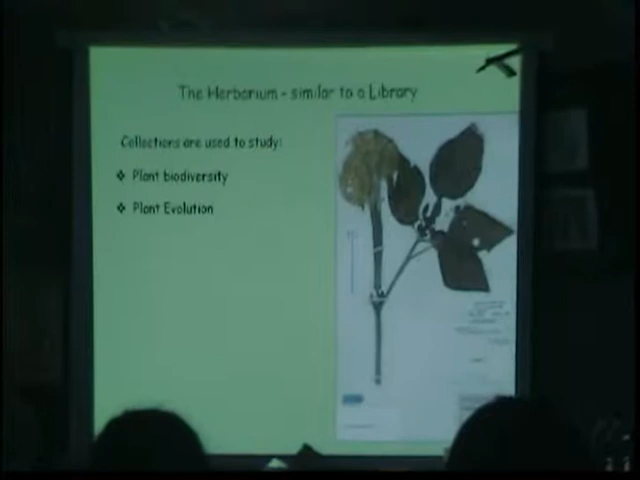 The Herbarium - similar to a Library
Collections are used to study:
❖ Plant biodiversity
❖ Plant Evolution